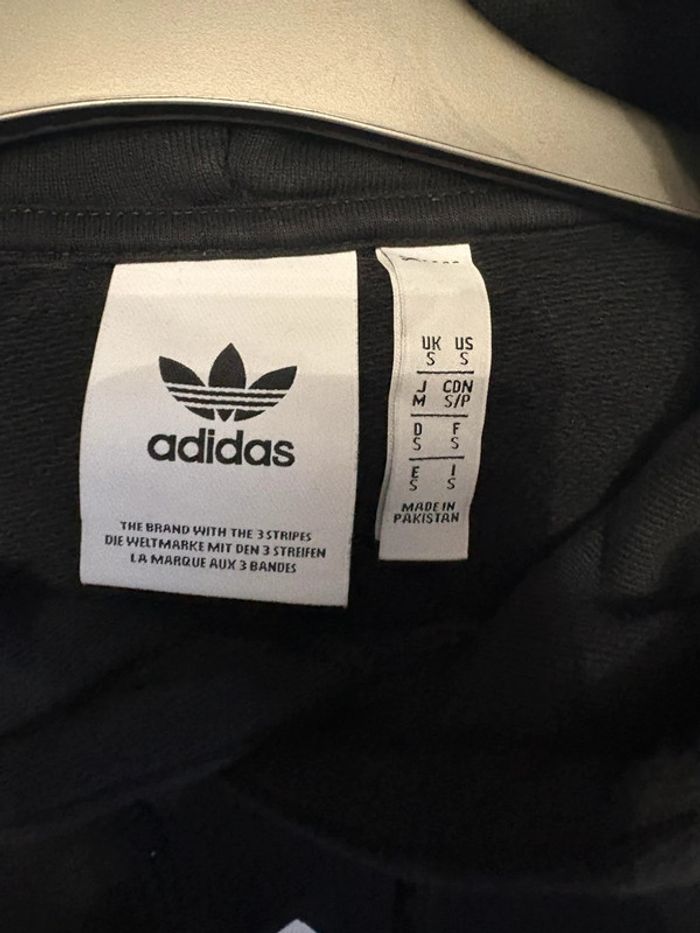 adidas
THE BRAND WITH THE 3 STRIPES
DIE WELTMARKE MIT DEN 3 STREIFEN
LA MARQUE AUX 3 BANDES
UK US
S S
J CDN
M S/P
D F
S S
E I
S S
MADE IN
PAKISTAN